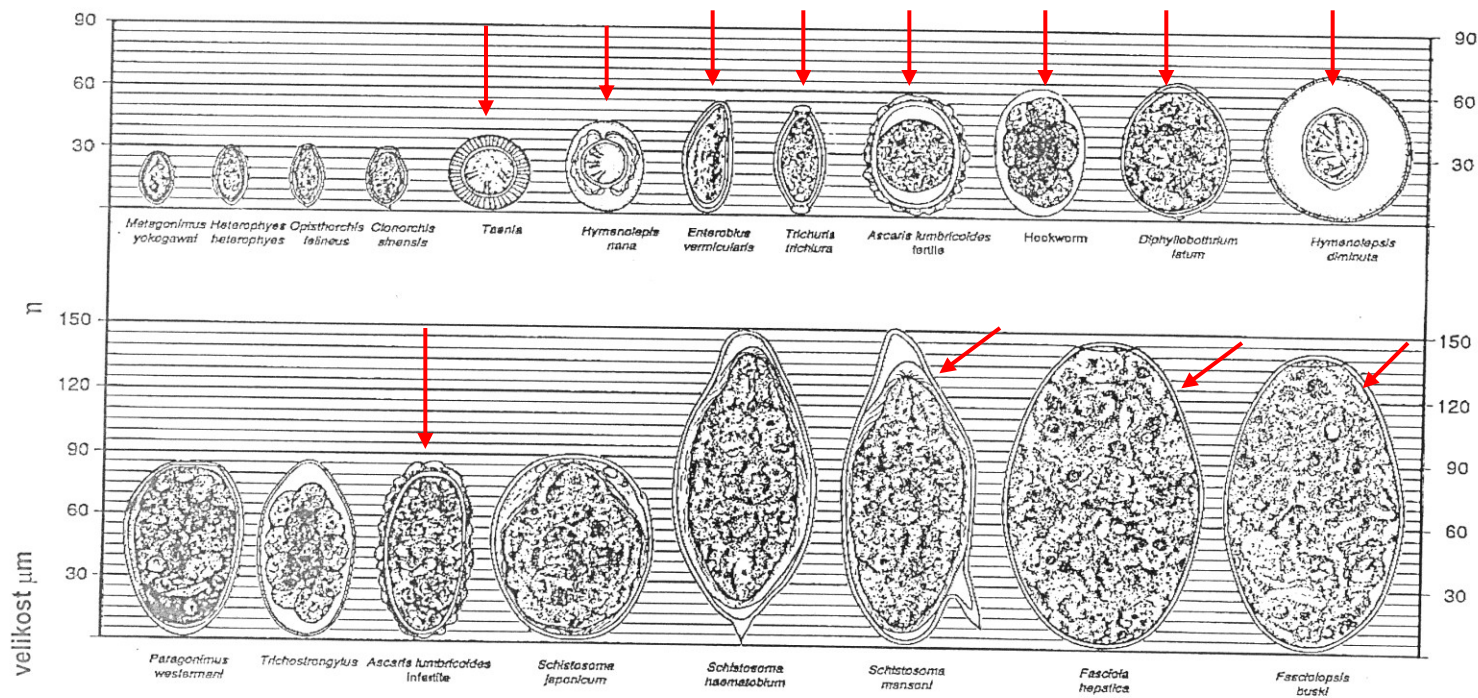 90
60
30
90
60
30
Metagonimus
yokogawai
Heterophyes
heterophyes
Opisthorchis
felineus
Clonorchis
sinensis
Taenia
Hymenolepis
nana
Enterobius
vermicularis
Trichuris
trichiura
Ascaris lumbricoides
fertile
Hookworm
Diphyllobothrium
latum
Hymenolepsis
diminuta
velikost µm
n
150
120
90
60
30
150
120
90
60
30
Paragonimus
westermani
Trichostrongylus
Ascaris lumbricoides
infertile
Schistosoma
japonicum
Schistosoma
haematobium
Schistosoma
mansoni
Fasciola
hepatica
Fasciolopsis
buski